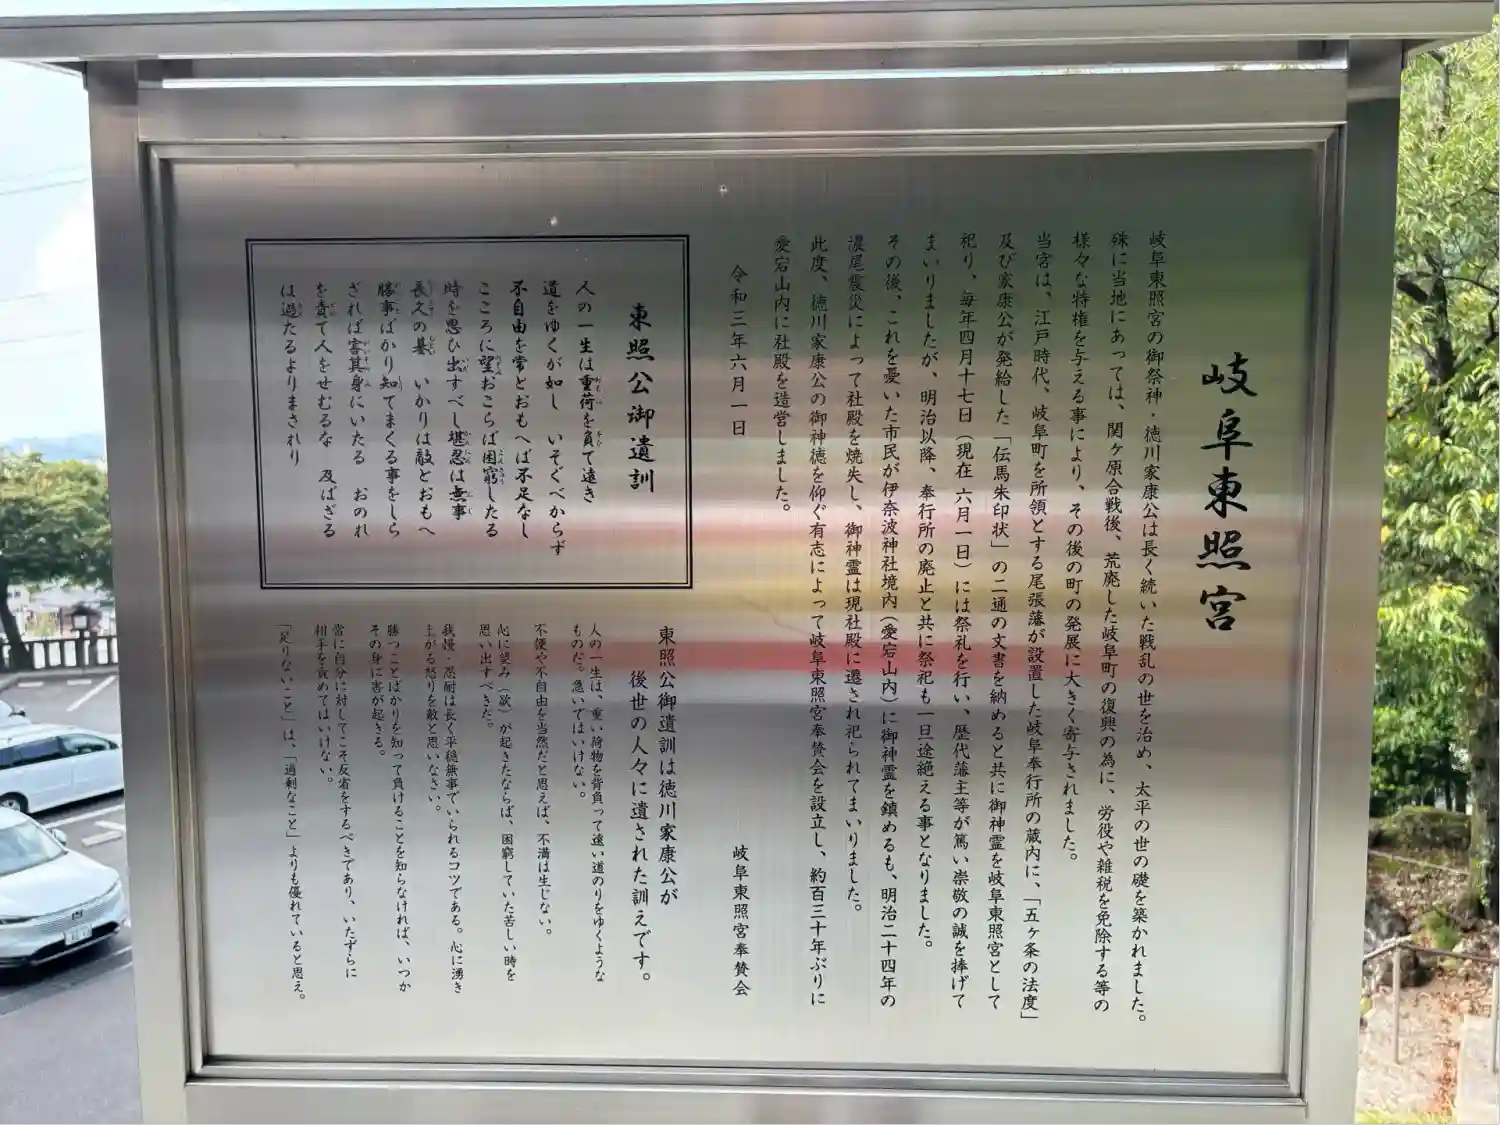 岐阜東照宮
岐阜東照宮の御祭神・徳川家康公は長く続いた戦乱の世を治め、太平の世の礎を築かれました。
殊に当地にあっては、関ヶ原合戦後、荒廃した岐阜町の復興の為に、労役や雑税を免除する等の
様々な特権を与える事により、その後の町の発展に大きく寄与されました。
当宮は、江戸時代、岐阜町を所領とする尾張藩が設置した岐阜奉行所の蔵内に、「五ヶ条の法度」
及び家康公が発給した「伝馬朱印状」の二通の文書を納めると共に御神霊を岐阜東照宮として
祀り、毎年四月十七日（現在 六月一日）には祭礼を行い、歴代藩主等が篤い崇敬の誠を捧げて
まいりましたが、明治以降、奉行所の廃止と共に祭祀も一旦途絶える事となりました。
その後、これを憂いた市民が伊奈波神社境内（愛宕山内）に御神霊を鎮めるも、明治二十四年の
濃尾震災によって社殿を焼失し、御神霊は現社殿に遷され祀られてまいりました。
此度、徳川家康公の御神徳を仰ぐ有志によって岐阜東照宮奉賛会を設立し、約百三十年ぶりに
愛宕山内に社殿を造営しました。
令和三年六月一日
岐阜東照宮奉賛会
東照公御遺訓
人の一生は重荷を負て遠き
道をゆくが如し いそぐべからず
不自由を常とおもへば不足なし
こころに望おこらば困窮したる
時を思ひ出すべし堪忍は無事
長久の基 いかりは敵とおもへ
勝事ばかり知てまくる事をしら
ざれば害其身にいたる おのれ
を責て人をせむるな 及ばざる
は過たるよりまされり
東照公御遺訓は徳川家康公が
後世の人々に遺された訓えです。
人の一生は、重い荷物を背負って遠い道のりをゆくような
ものだ。急いではいけない。
不便や不自由を当然だと思えば、不満は生じない。
心に望み（欲）が起きたならば、困窮していた苦しい時を
思い出すべきだ。
我慢・忍耐は長く平穏無事でいられるコツである。心に湧き
上がる怒りを敵と思いなさい。
勝つことばかりを知って負けることを知らなければ、いつか
その身に害が起きる。
常に自分に対してこそ反省をするべきであり、いたずらに
相手を責めてはいけない。
「足りないこと」は、「過剰なこと」よりも優れていると思え。